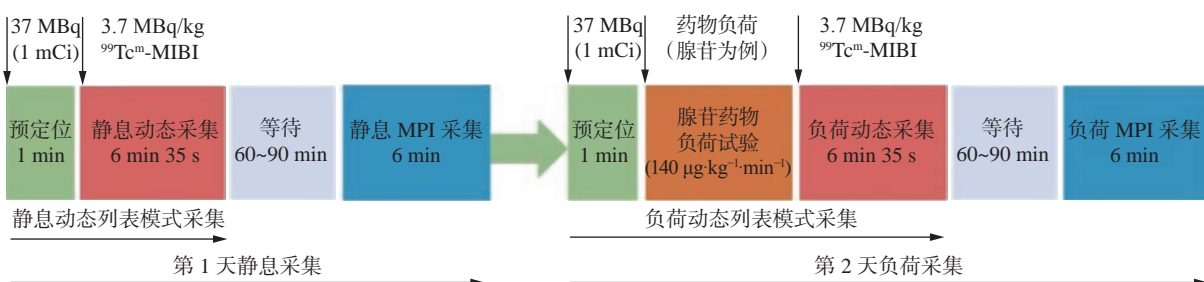 37 MBq
(1 mCi)
3.7 MBq/kg
⁹⁹Tcᵐ-MIBI
预定位
1 min
静息动态采集
6 min 35 s
等待
60~90 min
静息 MPI 采集
6 min
静息动态列表模式采集
第 1 天静息采集
37 MBq
(1 mCi)
药物负荷
（腺苷为例）
3.7 MBq/kg
⁹⁹Tcᵐ-MIBI
预定位
1 min
腺苷药物
负荷试验
(140 μg·kg⁻¹·min⁻¹)
负荷动态采集
6 min 35 s
等待
60~90 min
负荷 MPI 采集
6 min
负荷动态列表模式采集
第 2 天负荷采集